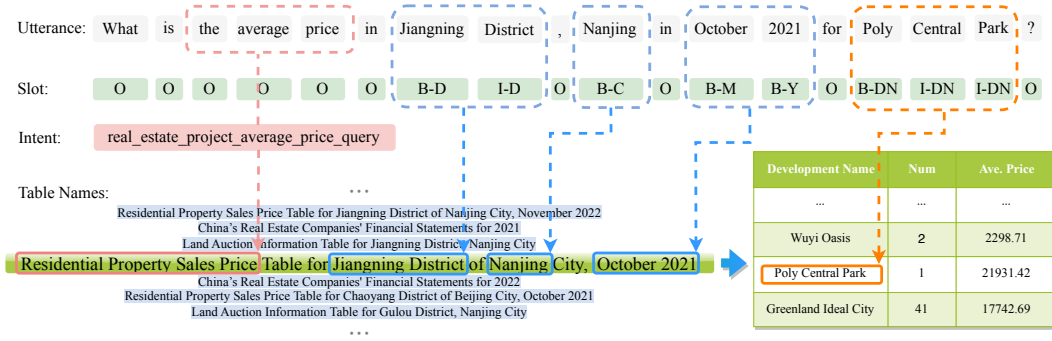 Utterance: What is the average price in Jiangning District , Nanjing in October 2021 for Poly Central Park ?
Slot: O O O O O O B-D I-D O B-C O B-M B-Y O B-DN I-DN I-DN O
Intent: real_estate_project_average_price_query
Table Names:
...
Residential Property Sales Price Table for Jiangning District of Nanjing City, November 2022
China's Real Estate Companies' Financial Statements for 2021
Land Auction Information Table for Jiangning District, Nanjing City
Residential Property Sales Price Table for Jiangning District of Nanjing City, October 2021
China's Real Estate Companies' Financial Statements for 2022
Residential Property Sales Price Table for Chaoyang District of Beijing City, October 2021
Land Auction Information Table for Gulou District, Nanjing City
...
Development Name Num Ave. Price
... ... ...
Wuyi Oasis 2 2298.71
Poly Central Park 1 21931.42
Greenland Ideal City 41 17742.69